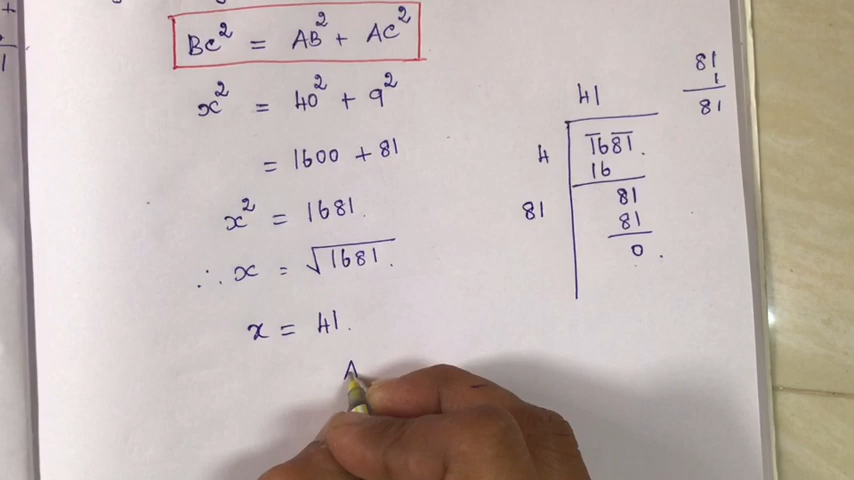 BC² = AB² + AC²
x² = 40² + 9²
= 1600 + 81
x² = 1681.
∴ x = √1681.
x = 41.
A
41
4 1681.
16
81 81
81
0.
81
1
81